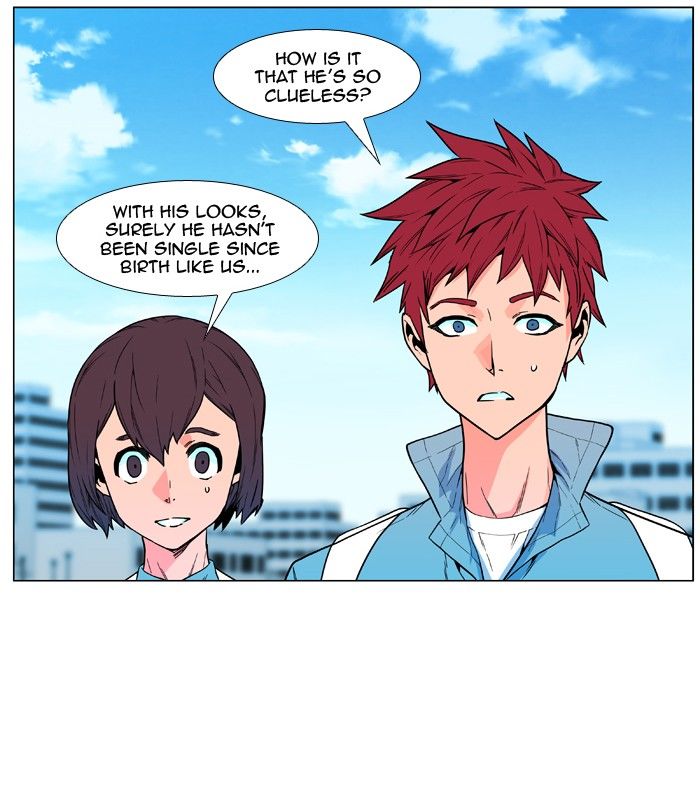 HOW IS IT
THAT HE'S SO
CLUELESS?
WITH HIS LOOKS,
SURELY HE HASN'T
BEEN SINGLE SINCE
BIRTH LIKE US...